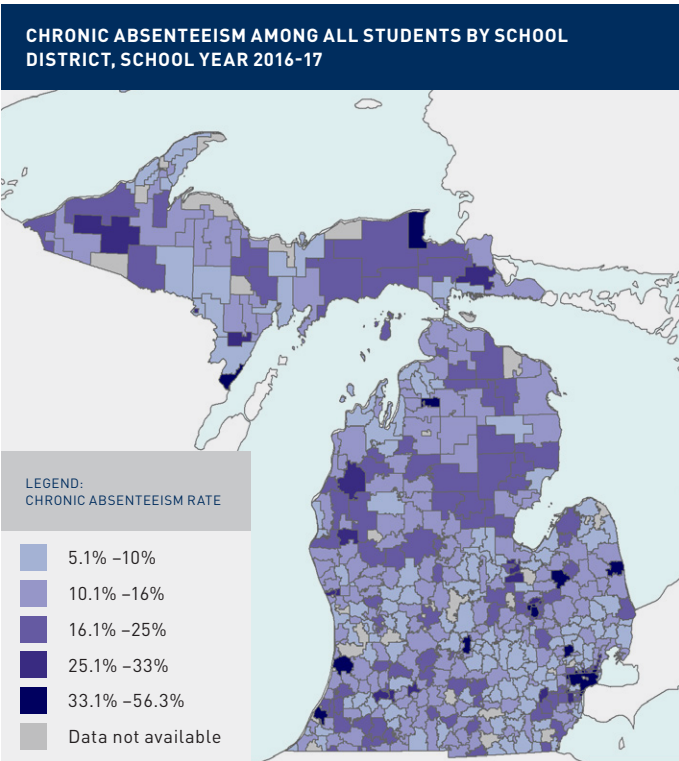 CHRONIC ABSENTEEISM AMONG ALL STUDENTS BY SCHOOL
DISTRICT, SCHOOL YEAR 2016-17
LEGEND:
CHRONIC ABSENTEEISM RATE
5.1% –10%
10.1% –16%
16.1% –25%
25.1% –33%
33.1% –56.3%
Data not available